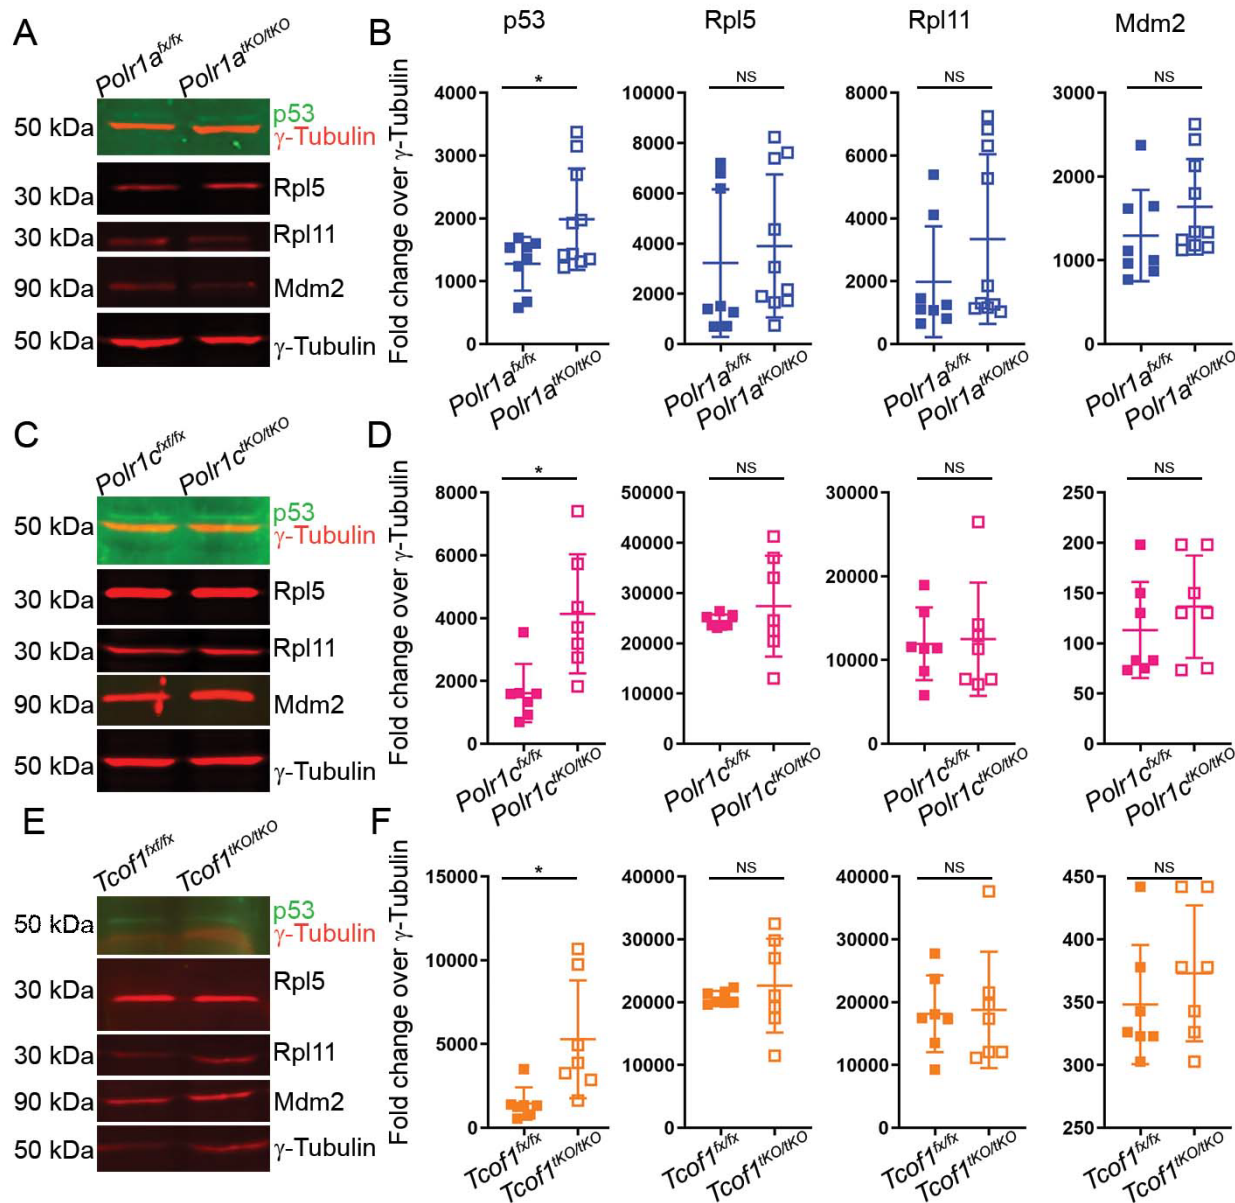 A
Polr1a^fx/fx
Polr1a^tKO/tKO
50 kDa
p53
γ-Tubulin
30 kDa
Rpl5
30 kDa
Rpl11
90 kDa
Mdm2
50 kDa
γ-Tubulin
B
p53
Rpl5
Rpl11
Mdm2
Fold change over γ-Tubulin
*
4000
3000
2000
1000
0
Polr1a^fx/fx
Polr1a^tKO/tKO
NS
10000
8000
6000
4000
2000
0
Polr1a^fx/fx
Polr1a^tKO/tKO
NS
8000
6000
4000
2000
0
Polr1a^fx/fx
Polr1a^tKO/tKO
NS
3000
2000
1000
0
Polr1a^fx/fx
Polr1a^tKO/tKO
C
Polr1c^fxf/fx
Polr1c^tKO/tKO
50 kDa
p53
γ-Tubulin
30 kDa
Rpl5
30 kDa
Rpl11
90 kDa
Mdm2
50 kDa
γ-Tubulin
D
Fold change over γ-Tubulin
*
8000
6000
4000
2000
0
Polr1c^fx/fx
Polr1c^tKO/tKO
NS
50000
40000
30000
20000
10000
0
Polr1c^fx/fx
Polr1c^tKO/tKO
NS
30000
20000
10000
0
Polr1c^fx/fx
Polr1c^tKO/tKO
NS
250
200
150
100
50
0
Polr1c^fx/fx
Polr1c^tKO/tKO
E
Tcof1^fxf/fx
Tcof1^tKO/tKO
50 kDa
p53
γ-Tubulin
30 kDa
Rpl5
30 kDa
Rpl11
90 kDa
Mdm2
50 kDa
γ-Tubulin
F
Fold change over γ-Tubulin
*
15000
10000
5000
0
Tcof1^fx/fx
Tcof1^tKO/tKO
NS
40000
30000
20000
10000
0
Tcof1^fx/fx
Tcof1^tKO/tKO
NS
40000
30000
20000
10000
0
Tcof1^fx/fx
Tcof1^tKO/tKO
NS
450
400
350
300
250
Tcof1^fx/fx
Tcof1^tKO/tKO